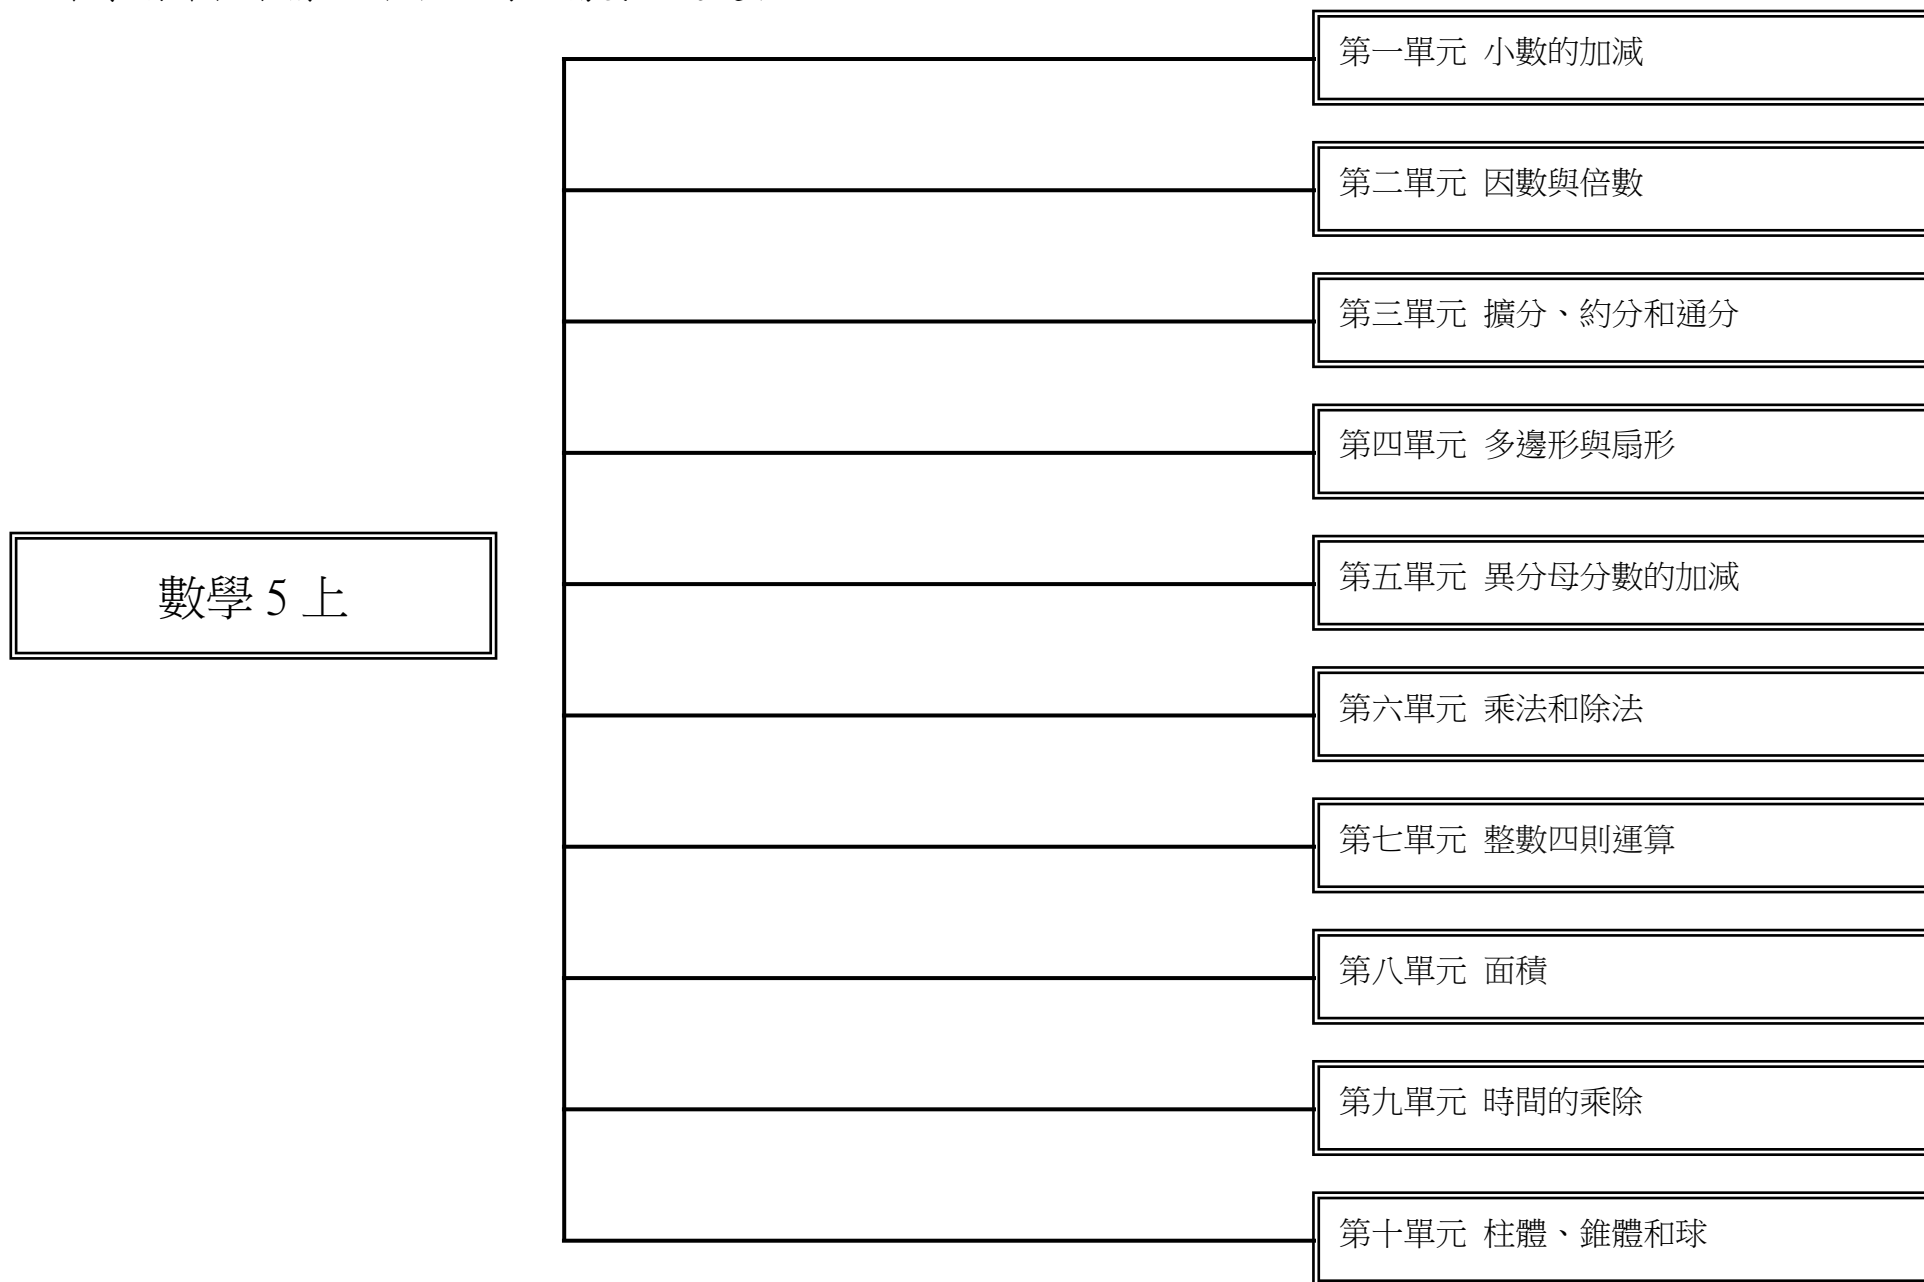 第一單元 小數的加減
第二單元 因數與倍數
第三單元 擴分、約分和通分
第四單元 多邊形與扇形
第五單元 異分母分數的加減
數學 5 上
第六單元 乘法和除法
第七單元 整數四則運算
第八單元 面積
第九單元 時間的乘除
第十單元 柱體、錐體和球